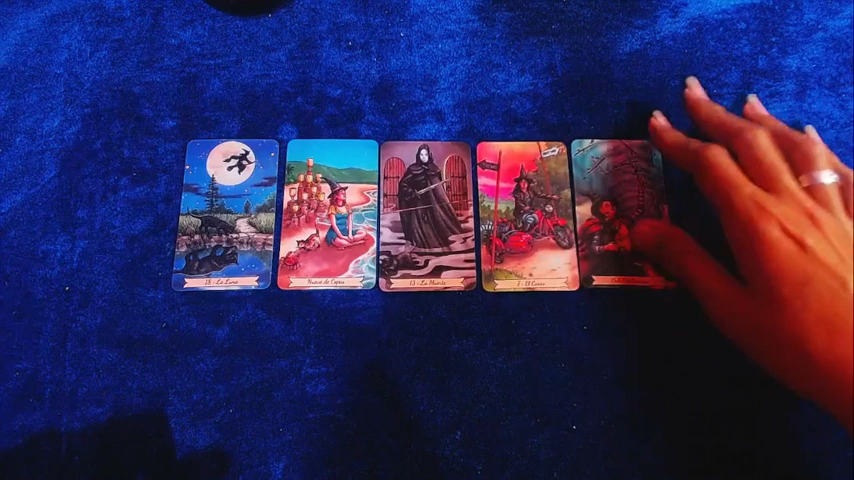 18 - La Luna
Nueve de Copas
13 - La Muerte
7 - El Carro